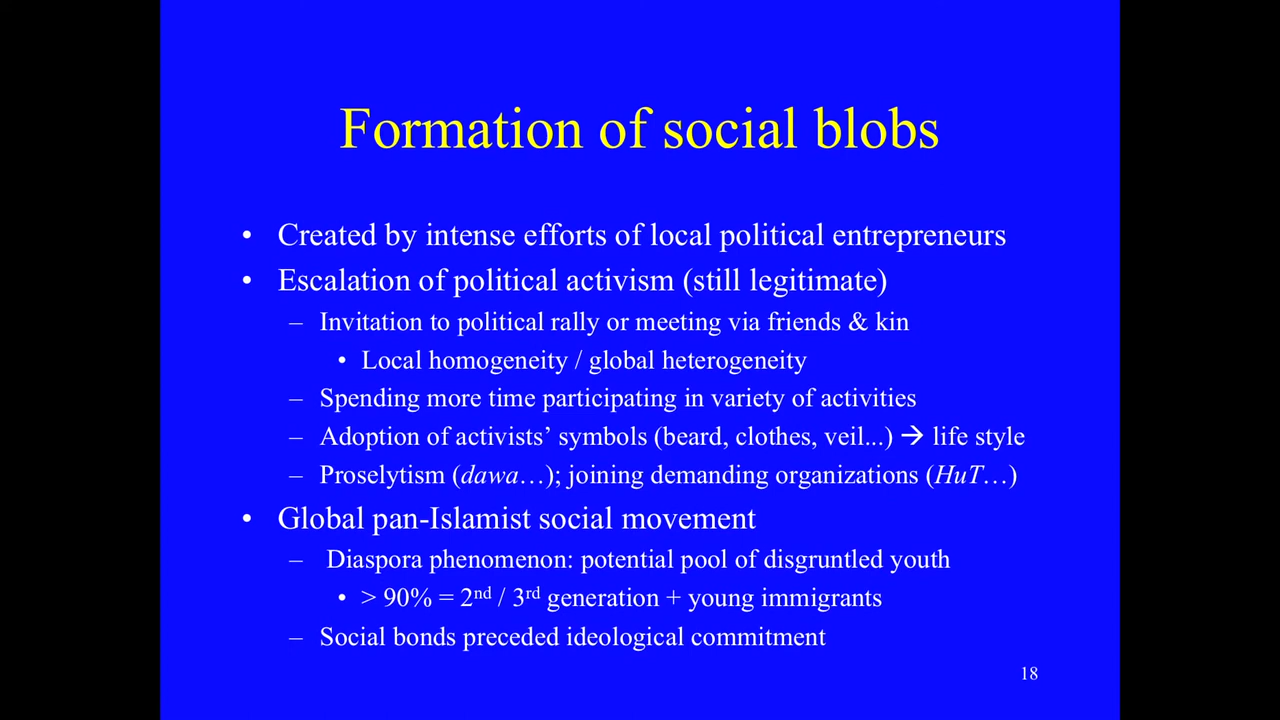 Formation of social blobs
• Created by intense efforts of local political entrepreneurs
• Escalation of political activism (still legitimate)
– Invitation to political rally or meeting via friends & kin
• Local homogeneity / global heterogeneity
– Spending more time participating in variety of activities
– Adoption of activists’ symbols (beard, clothes, veil...) → life style
– Proselytism (dawa…); joining demanding organizations (HuT…)
• Global pan-Islamist social movement
– Diaspora phenomenon: potential pool of disgruntled youth
• > 90% = 2nd / 3rd generation + young immigrants
– Social bonds preceded ideological commitment
18